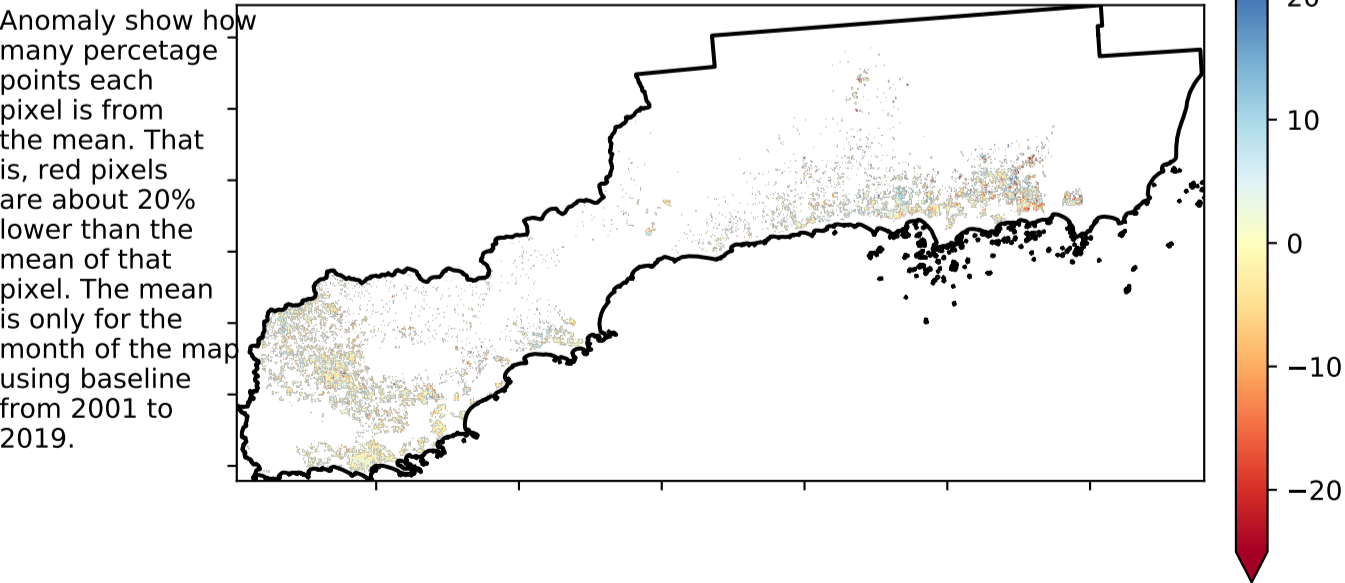 Anomaly show how
many percetage
points each
pixel is from
the mean. That
is, red pixels
are about 20%
lower than the
mean of that
pixel. The mean
is only for the
month of the map
using baseline
from 2001 to
2019.
20
10
0
−10
−20